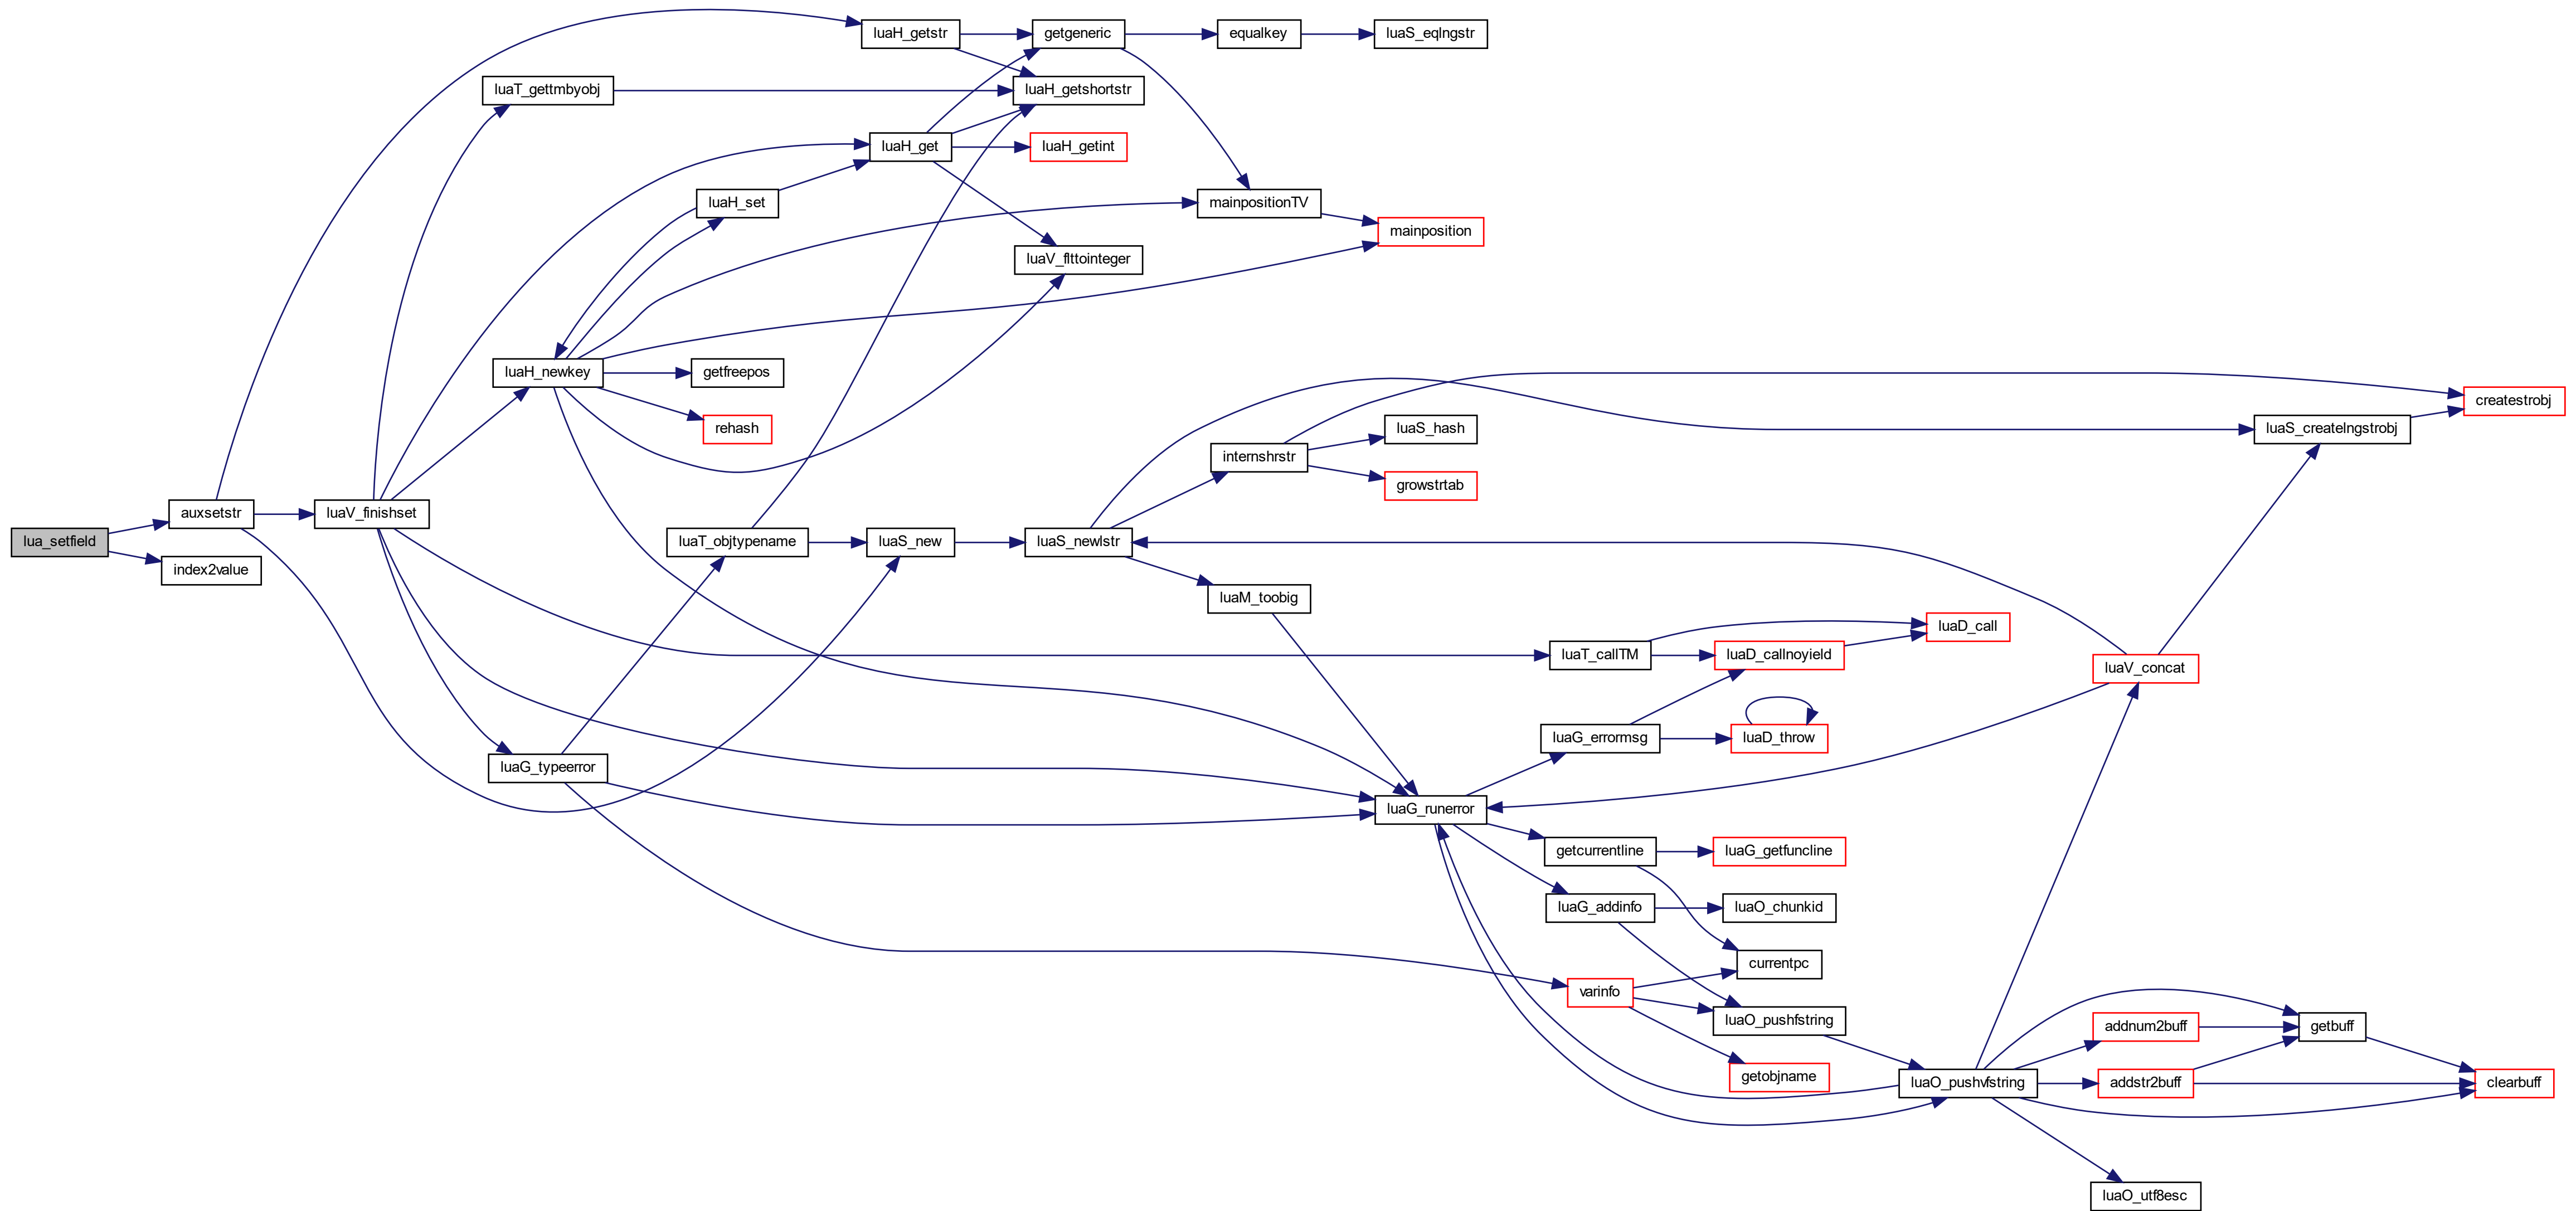 luaH_getstr
getgeneric
equalkey
luaS_eqlngstr
luaT_gettmbyobj
luaH_getshortstr
luaH_get
luaH_getint
luaH_set
mainpositionTV
mainposition
luaV_flttointeger
luaH_newkey
getfreepos
rehash
createstrobj
luaS_hash
luaS_createlngstrobj
internshrstr
growstrtab
auxsetstr
luaV_finishset
lua_setfield
luaT_objtypename
luaS_new
luaS_newlstr
index2value
luaM_toobig
luaD_call
luaT_callTM
luaD_callnoyield
luaV_concat
luaG_errormsg
luaD_throw
luaG_typeerror
luaG_runerror
getcurrentline
luaG_getfuncline
luaG_addinfo
luaO_chunkid
currentpc
varinfo
luaO_pushfstring
addnum2buff
getbuff
getobjname
luaO_pushvfstring
addstr2buff
clearbuff
luaO_utf8esc